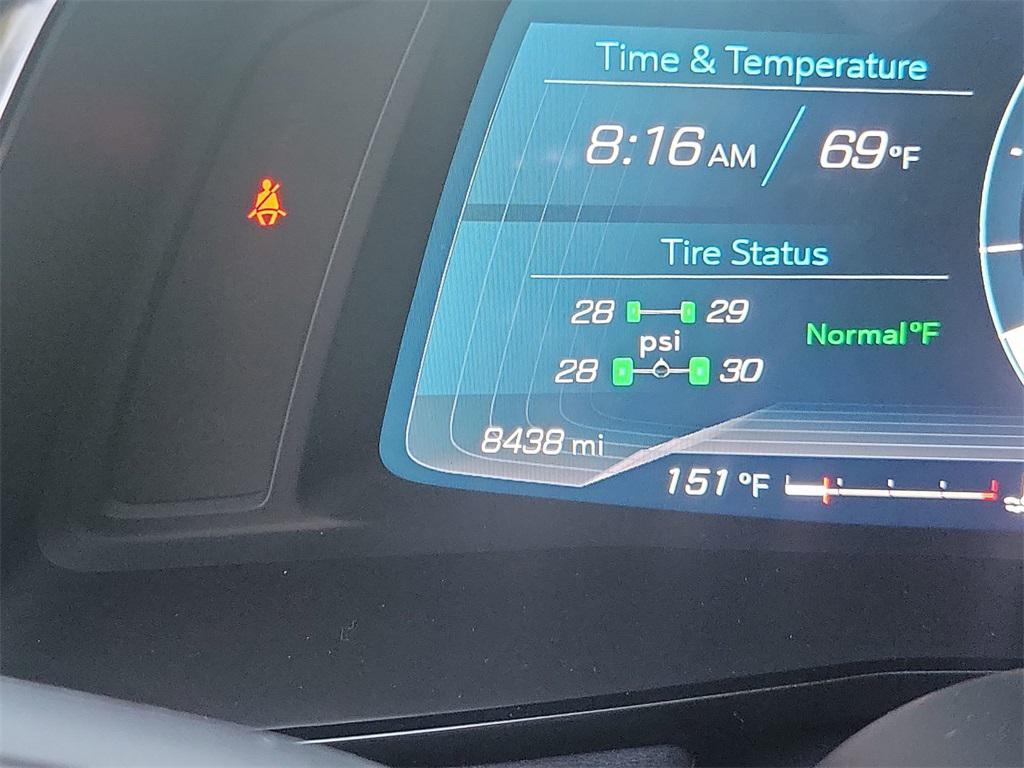 Time & Temperature
8:16 AM / 69°F
Tire Status
28 29
psi
Normal°F
28 30
8438 mi
151 °F